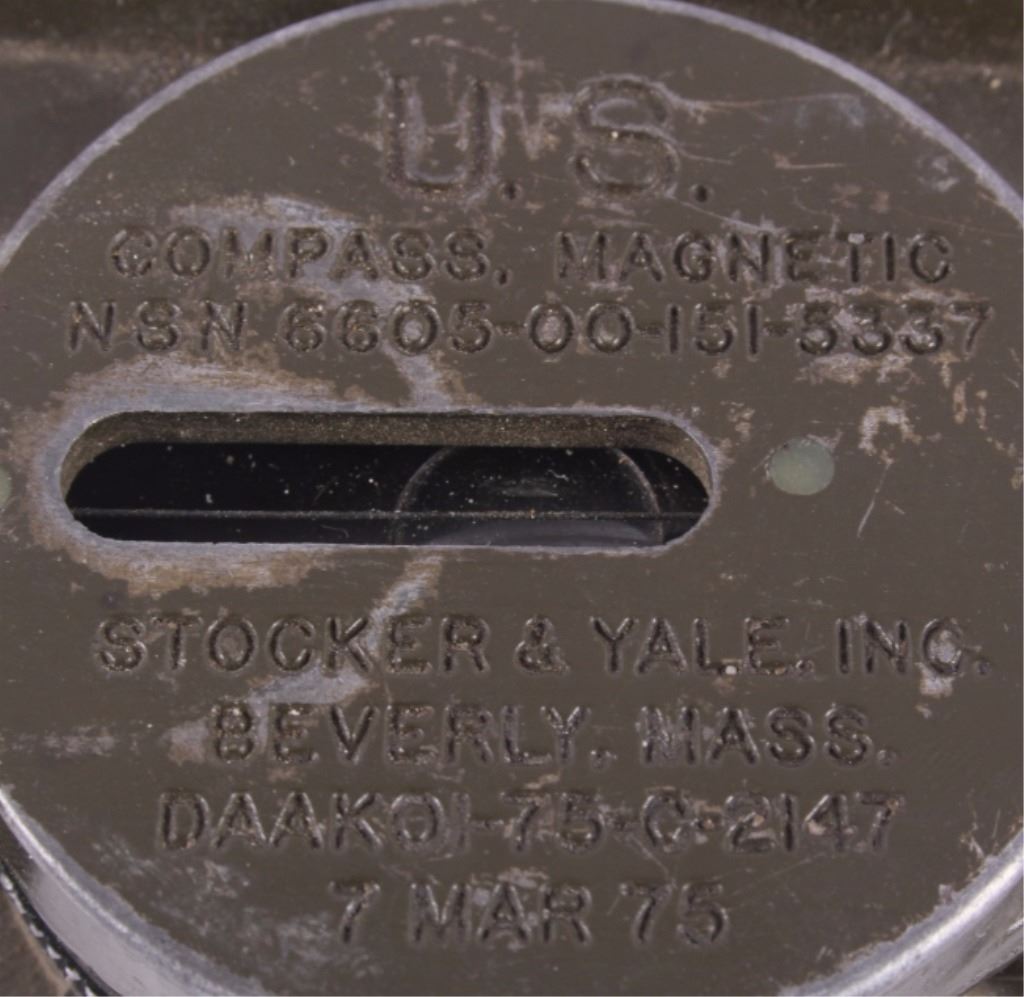 U.S.
COMPASS, MAGNETIC
NSN 6605-00-151-5337
STOCKER & YALE, INC.
BEVERLY, MASS.
DAAK01-75-C-2147
7 MAR 75